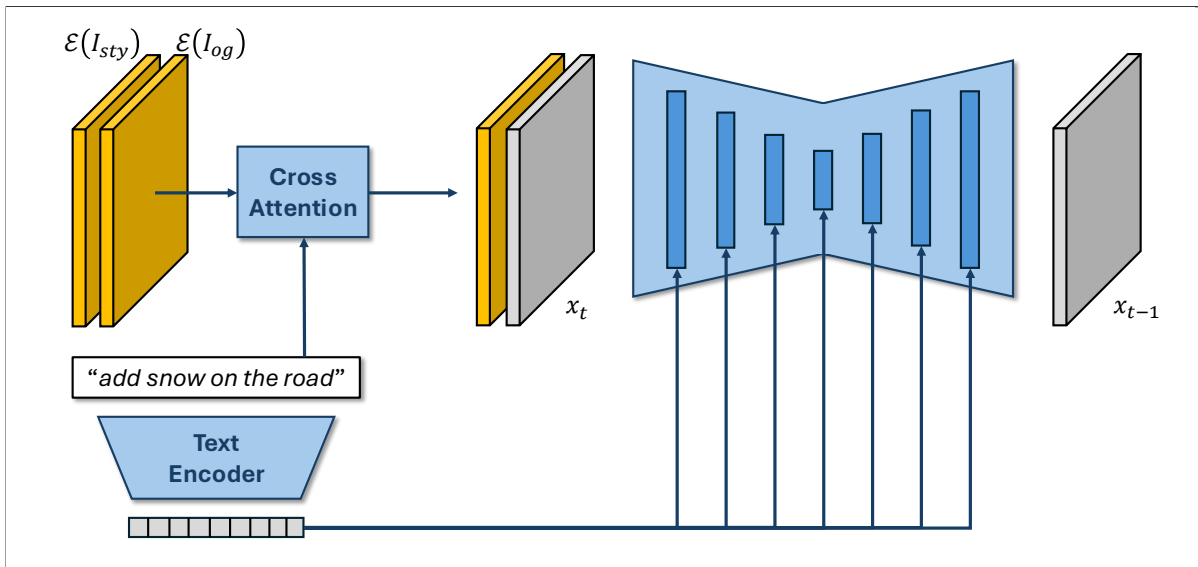 ℰ(I_sty) ℰ(I_og)
Cross
Attention
x_t
x_{t−1}
“add snow on the road”
Text
Encoder